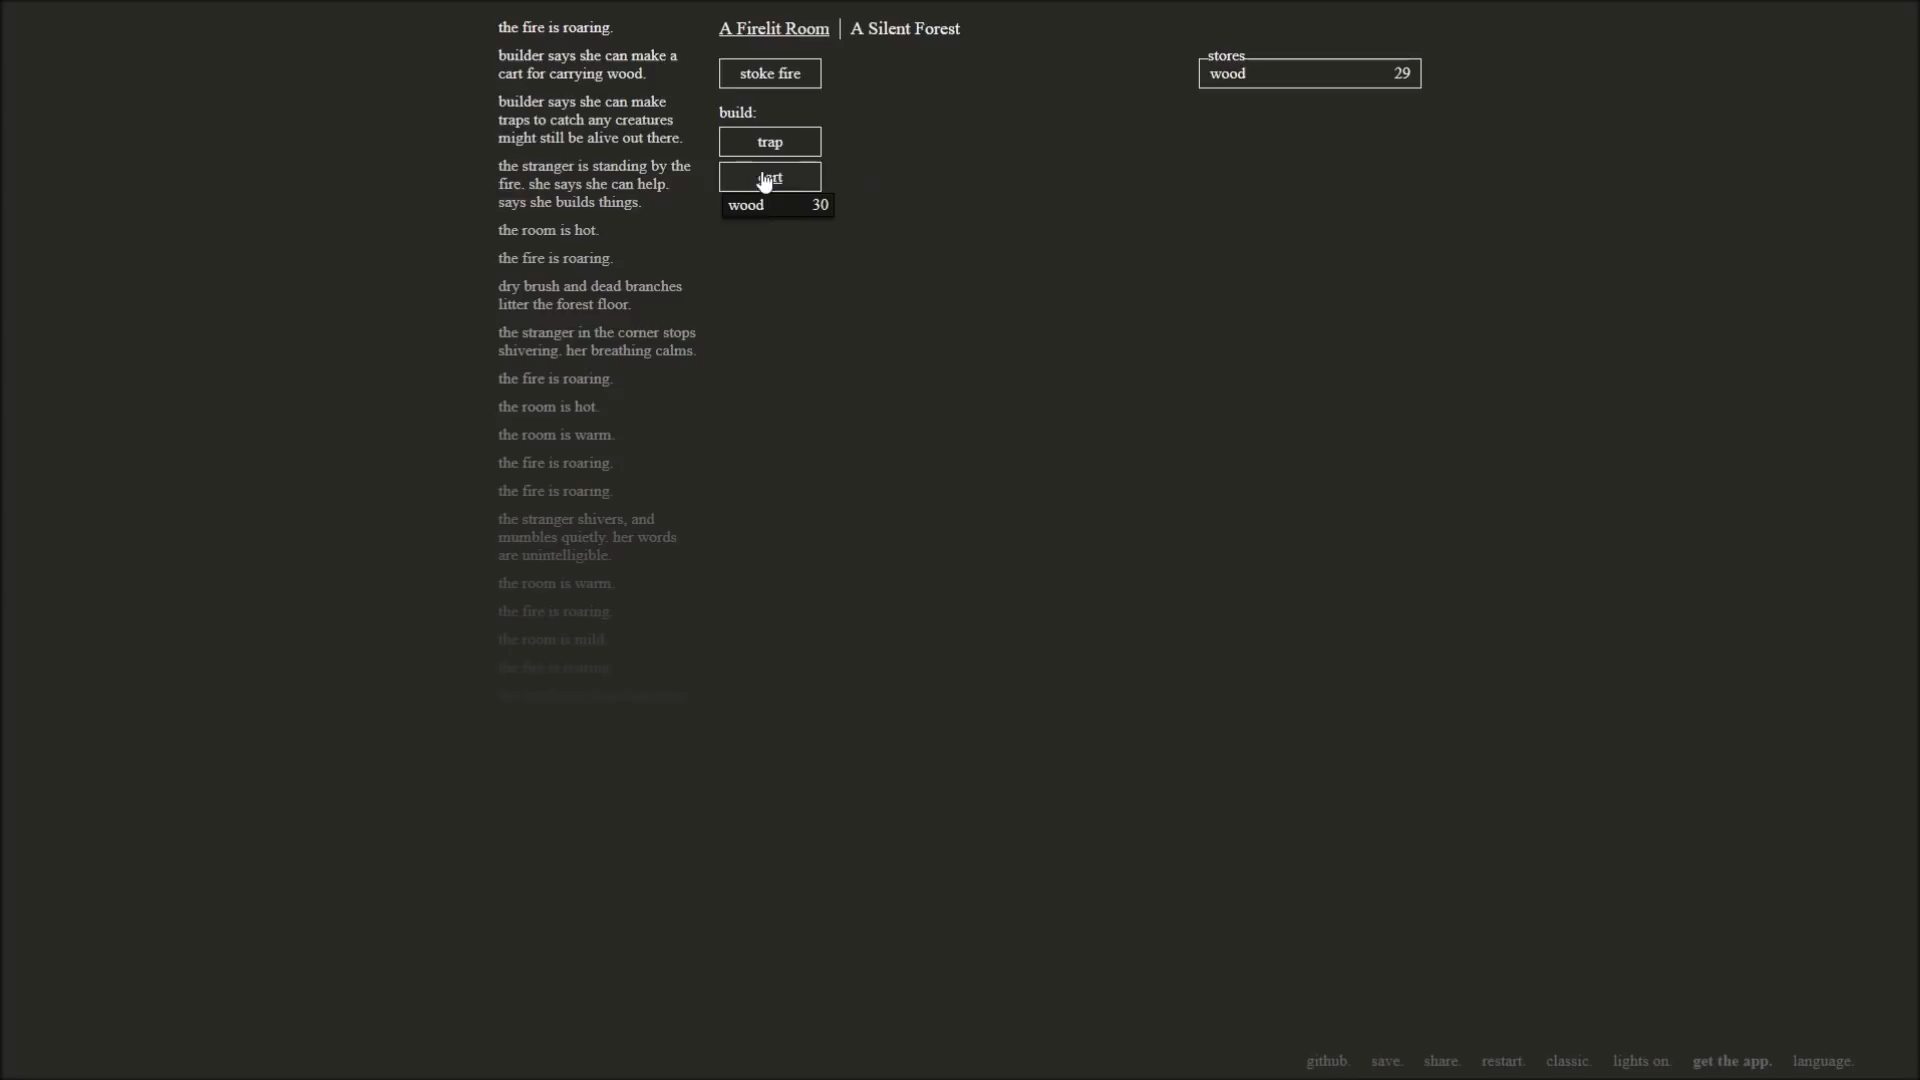 the fire is roaring.
builder says she can make a
cart for carrying wood.
builder says she can make
traps to catch any creatures
might still be alive out there.
the stranger is standing by the
fire. she says she can help.
says she builds things.
the room is hot.
the fire is roaring.
dry brush and dead branches
litter the forest floor.
the stranger in the corner stops
shivering. her breathing calms.
the fire is roaring.
the room is hot.
the room is warm.
the fire is roaring.
the fire is roaring.
the stranger shivers, and
mumbles quietly. her words
are unintelligible.
the room is warm.
the fire is roaring.
the room is mild.
the fire is roaring.
A Firelit Room | A Silent Forest
stoke fire
build:
trap
wood 30
stores
wood 29
github. save. share. restart. classic. lights on. get the app. language.